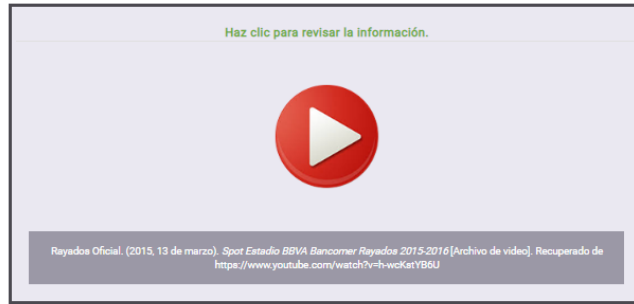 Haz clic para revisar la información.
Rayados Oficial. (2015, 13 de marzo). Spot Estadio BBVA Bancomer Rayados 2015-2016 [Archivo de video]. Recuperado de
https://www.youtube.com/watch?v=h-wcKstYB6U